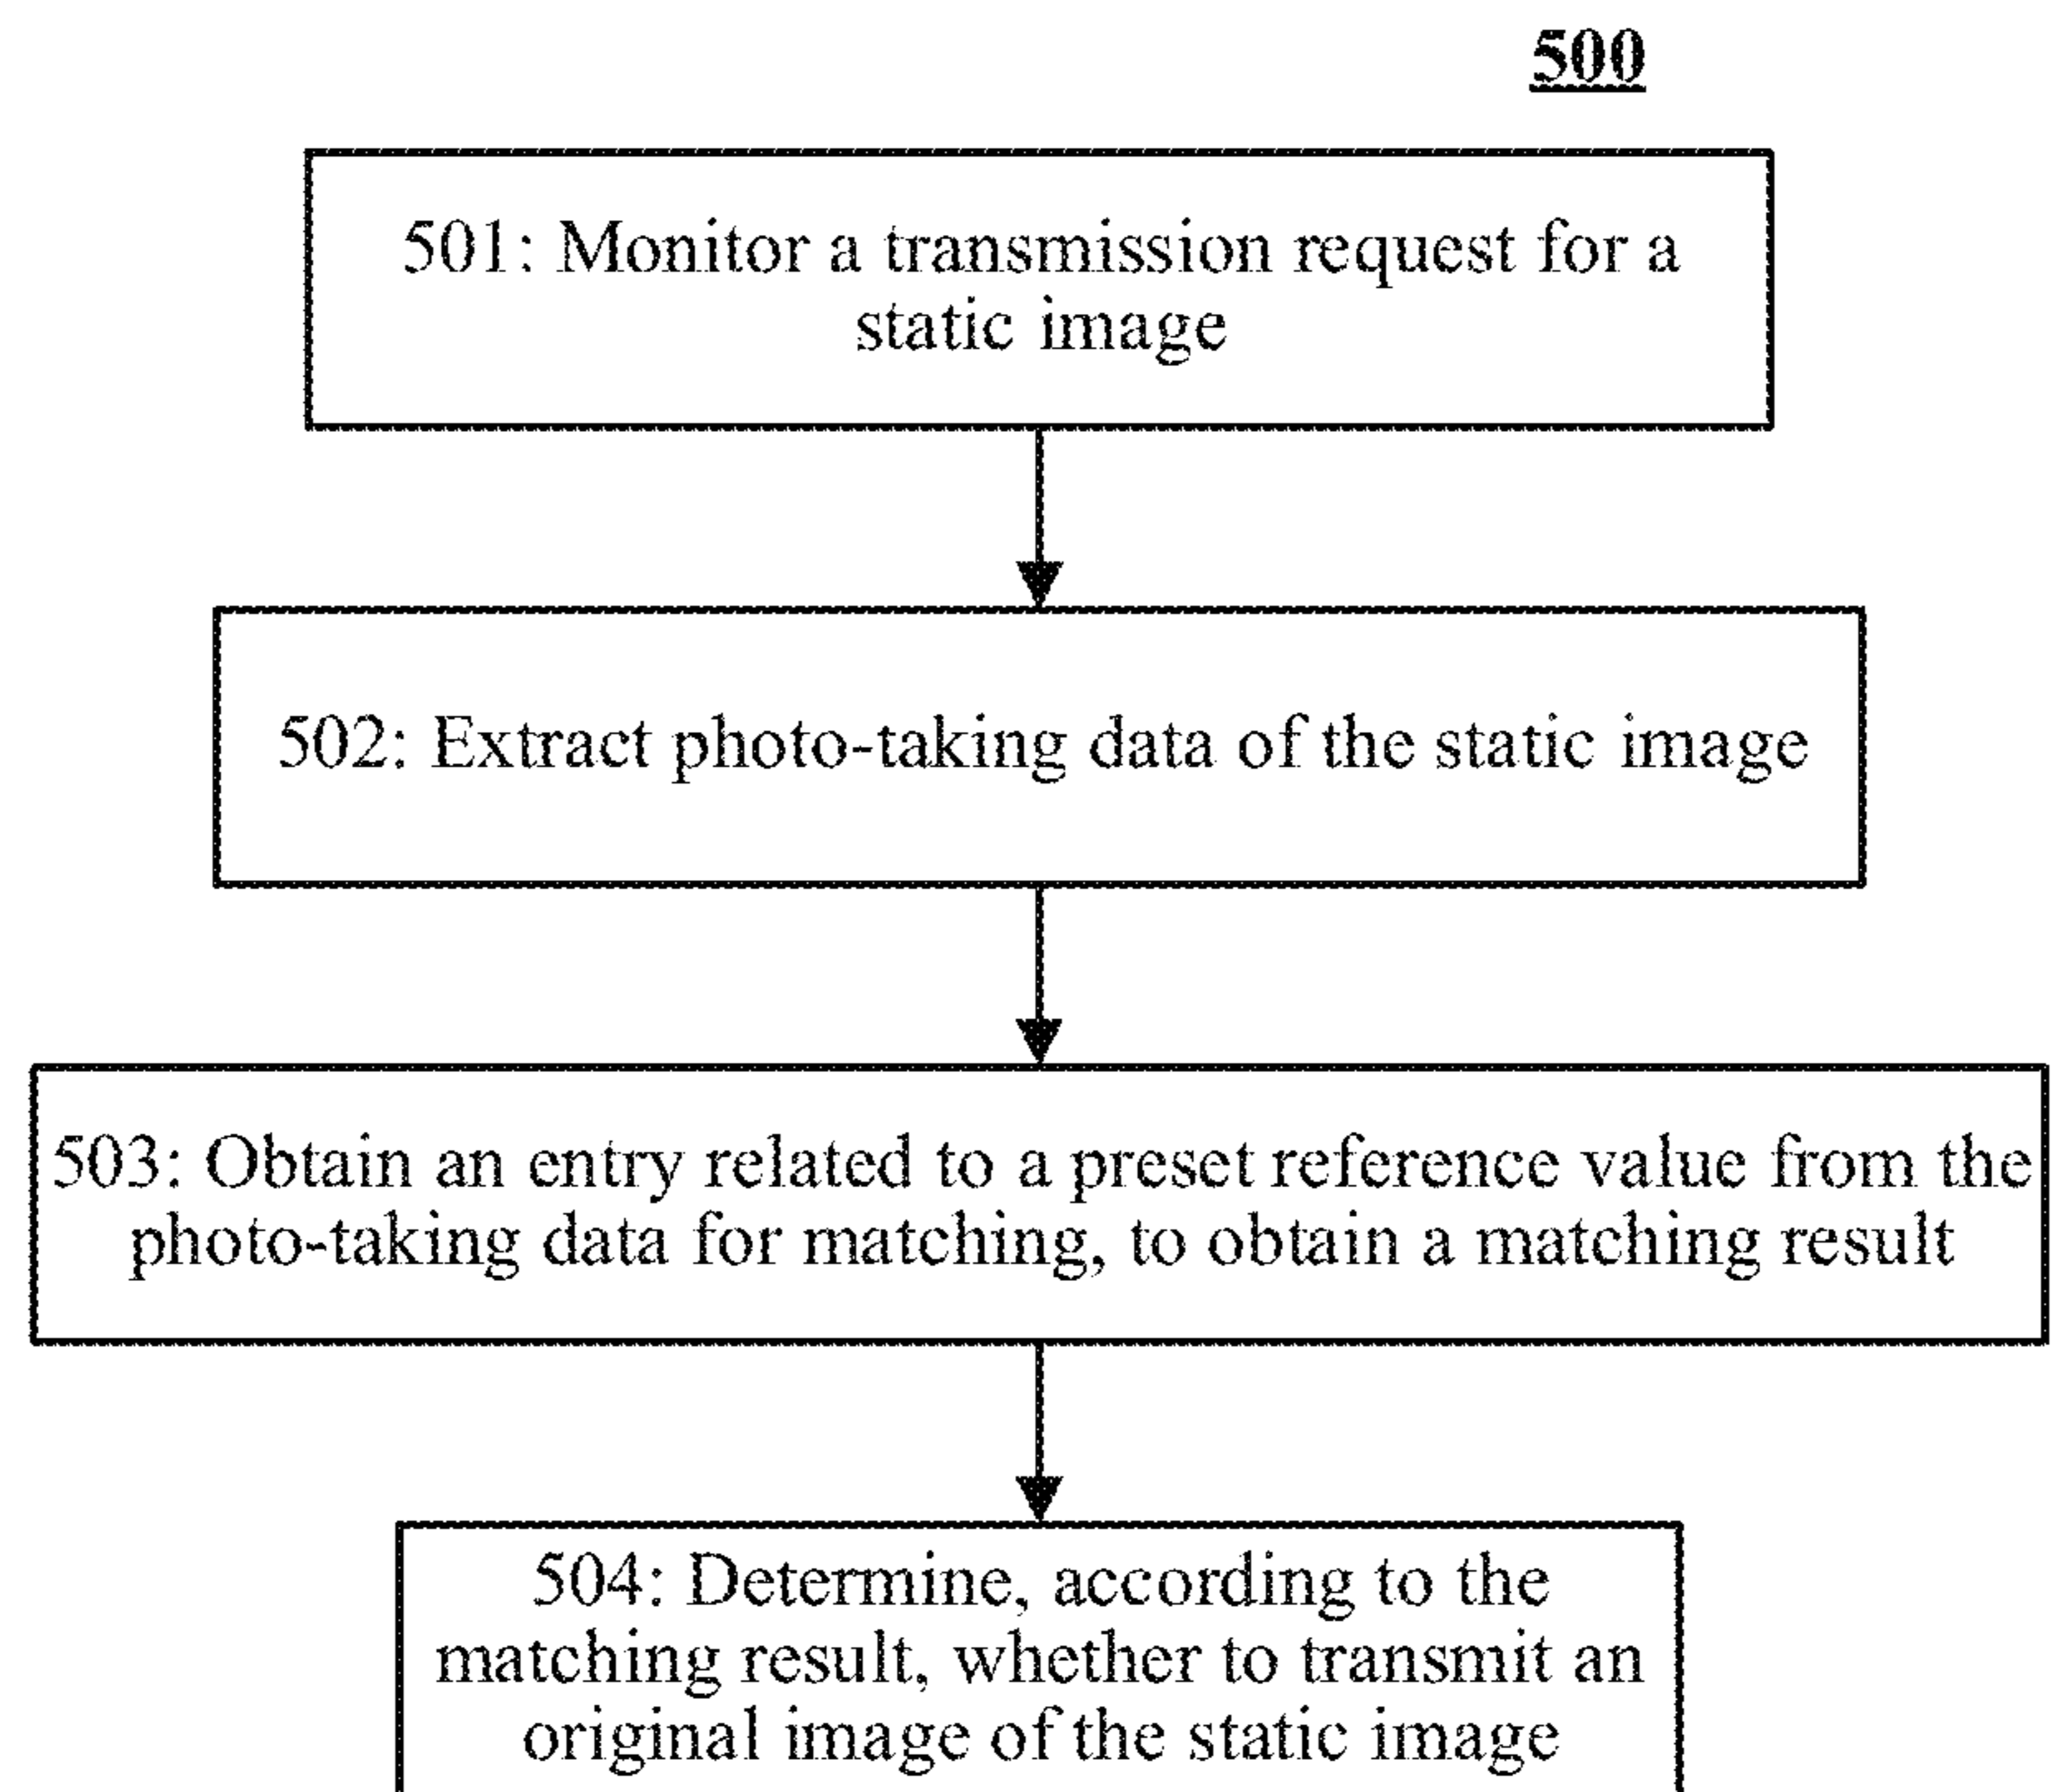 500
501: Monitor a transmission request for a
static image
502: Extract photo-taking data of the static image
503: Obtain an entry related to a preset reference value from the
photo-taking data for matching, to obtain a matching result
504: Determine, according to the
matching result, whether to transmit an
original image of the static image